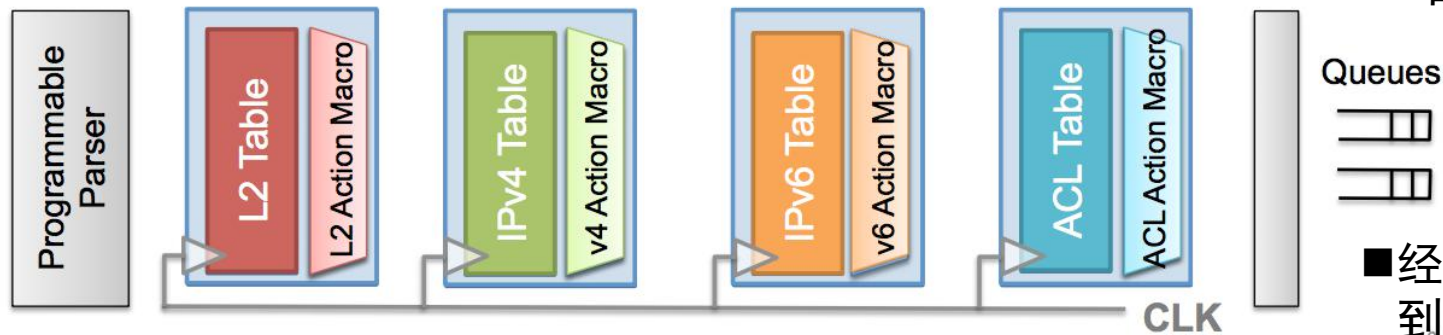 Programmable
Parser
L2 Table
L2 Action Macro
IPv4 Table
v4 Action Macro
IPv6 Table
v6 Action Macro
ACL Table
ACL Action Macro
Queues
CLK
■经
到